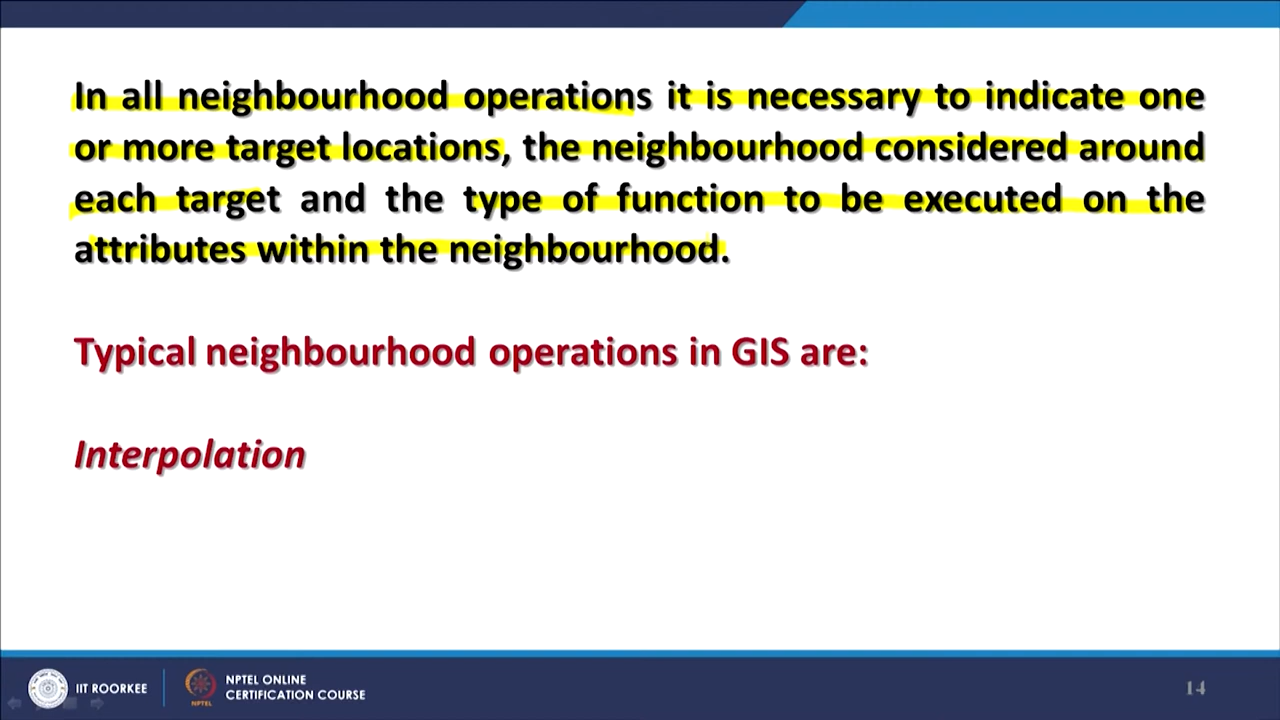 In all neighbourhood operations it is necessary to indicate one
or more target locations, the neighbourhood considered around
each target and the type of function to be executed on the
attributes within the neighbourhood.
Typical neighbourhood operations in GIS are:
Interpolation
IIT ROORKEE
NPTEL
NPTEL ONLINE
CERTIFICATION COURSE
14